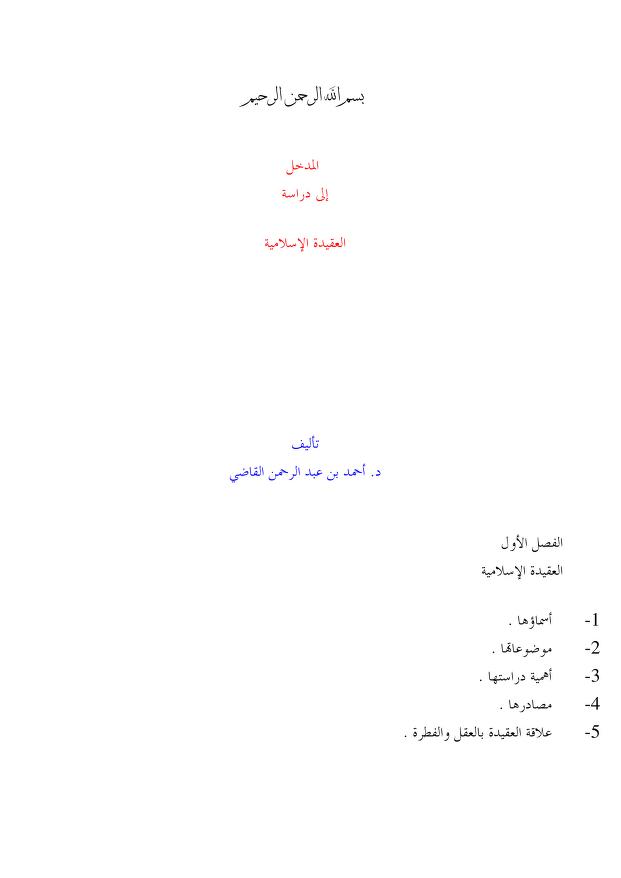 بسم الله الرحمن الرحيم
المدخل
إلى دراسة
العقيدة الإسلامية
تأليف
د. أحمد بن عبد الرحمن القاضي
الفصل الأول
العقيدة الإسلامية
1- أسماؤها .
2- موضوعاتها .
3- أهمية دراستها .
4- مصادرها .
5- علاقة العقيدة بالعقل والفطرة .